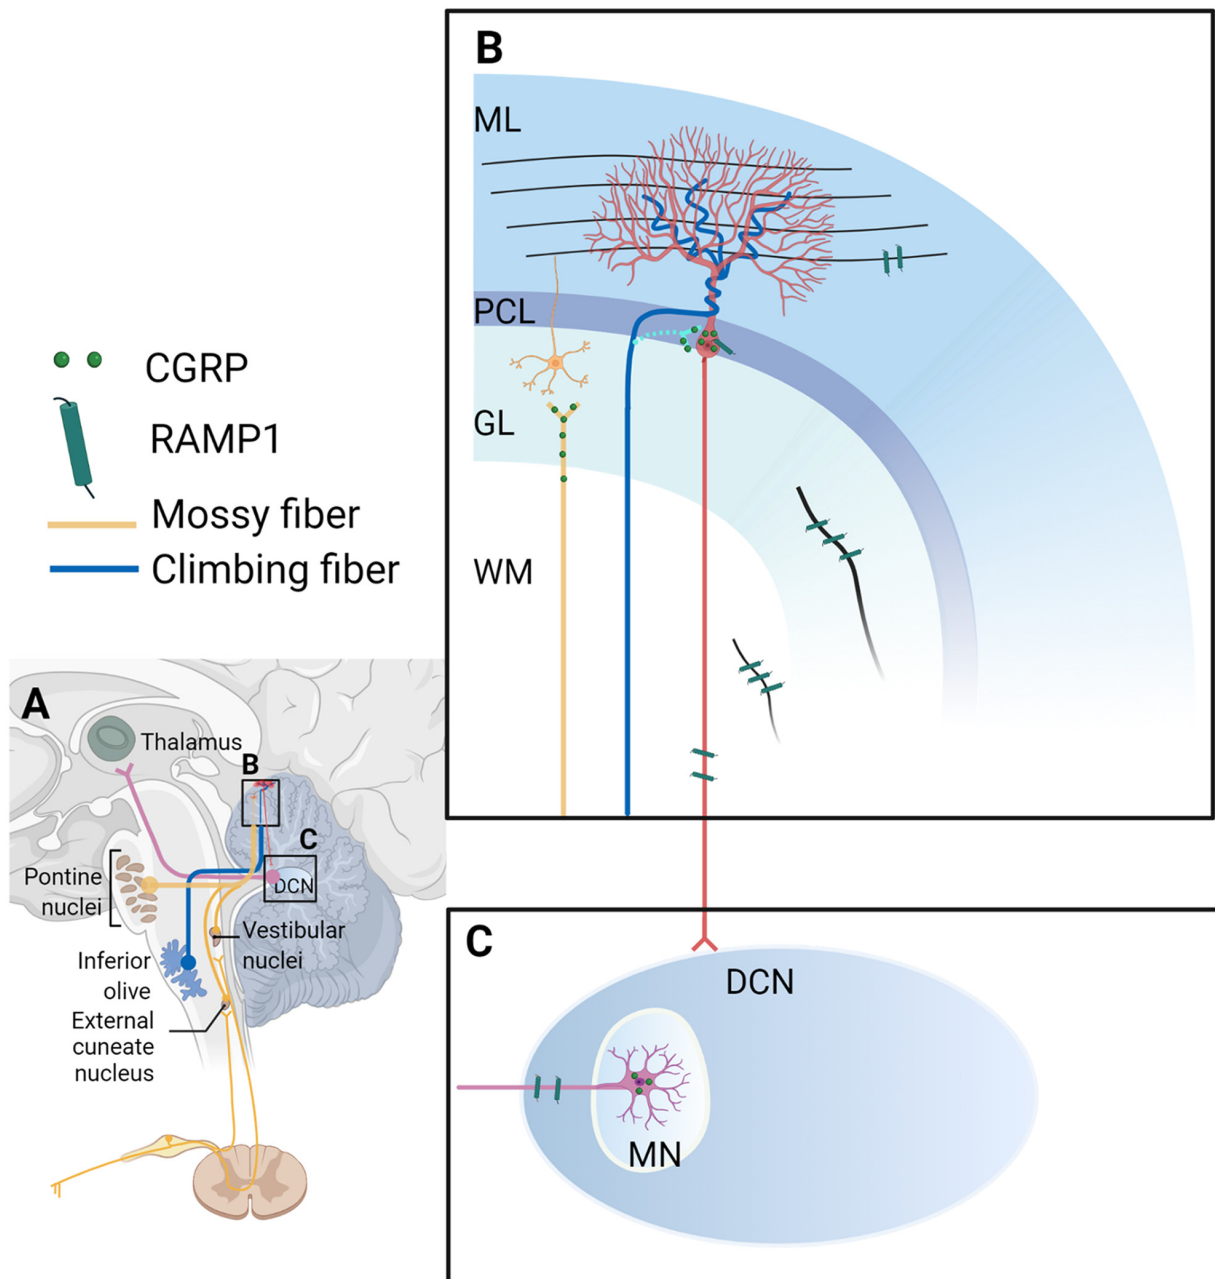 B
ML
PCL
GL
WM
CGRP
RAMP1
Mossy fiber
Climbing fiber
A
Thalamus
B
C
DCN
Pontine
nuclei
Vestibular
nuclei
Inferior
olive
External
cuneate
nucleus
C
DCN
MN